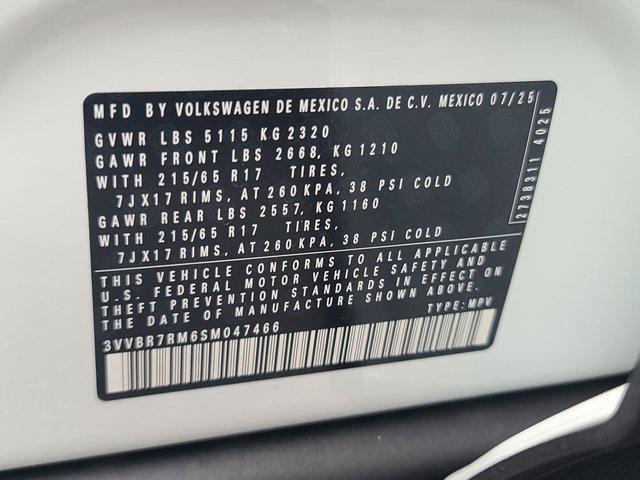 MFD BY VOLKSWAGEN DE MEXICO S.A. DE C.V. MEXICO 07/25
GVWR LBS 5115 KG 2320
GAWR FRONT LBS 2668, KG 1210
WITH 215/65 R17 TIRES,
7JX17 RIMS, AT 260 KPA, 38 PSI COLD
GAWR REAR LBS 2557, KG 1160
WITH 215/65 R17 TIRES,
7JX17 RIMS, AT 260 KPA, 38 PSI COLD
THIS VEHICLE CONFORMS TO ALL APPLICABLE
U.S. FEDERAL MOTOR VEHICLE SAFETY AND
THEFT PREVENTION STANDARDS IN EFFECT ON
THE DATE OF MANUFACTURE SHOWN ABOVE.
3VVBR7RM6SM047466 TYPE: MPV
2738311 4025